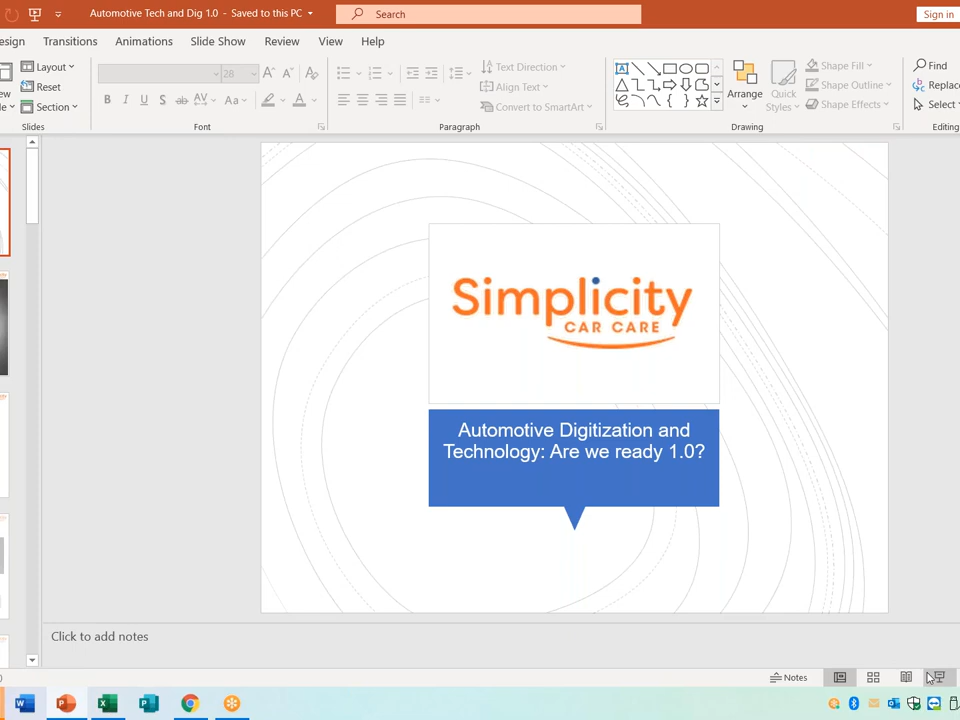 Automotive Tech and Dig 1.0 - Saved to this PC
Search
Sign in
esign Transitions Animations Slide Show Review View Help
Layout
Reset
Section
Slides
28
A A A
B I U S ab AV Aa A
Font
Text Direction
Align Text
Convert to SmartArt
Paragraph
A
Arrange
Quick
Styles
Shape Fill
Shape Outline
Shape Effects
Drawing
Find
Replace
Select
Editing
Simplicity
CAR CARE
Automotive Digitization and
Technology: Are we ready 1.0?
Click to add notes
Notes